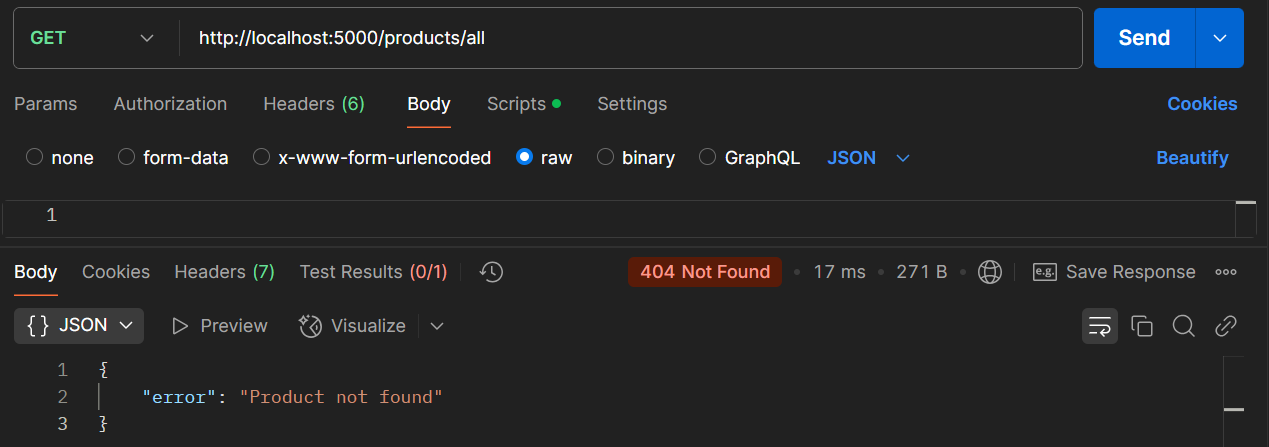 GET http://localhost:5000/products/all Send
Params Authorization Headers (6) Body Scripts Settings Cookies
none form-data x-www-form-urlencoded raw binary GraphQL JSON Beautify
1
Body Cookies Headers (7) Test Results (0/1) 404 Not Found 17 ms 271 B e.g. Save Response
{} JSON Preview Visualize
1 {
2 "error": "Product not found"
3 }